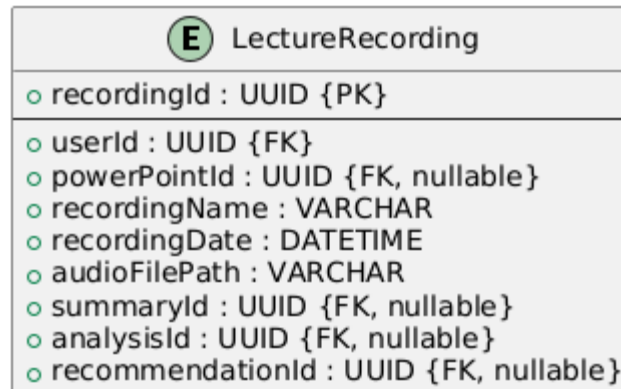 E LectureRecording
recordingId : UUID {PK}
userId : UUID {FK}
powerPointId : UUID {FK, nullable}
recordingName : VARCHAR
recordingDate : DATETIME
audioFilePath : VARCHAR
summaryId : UUID {FK, nullable}
analysisId : UUID {FK, nullable}
recommendationId : UUID {FK, nullable}